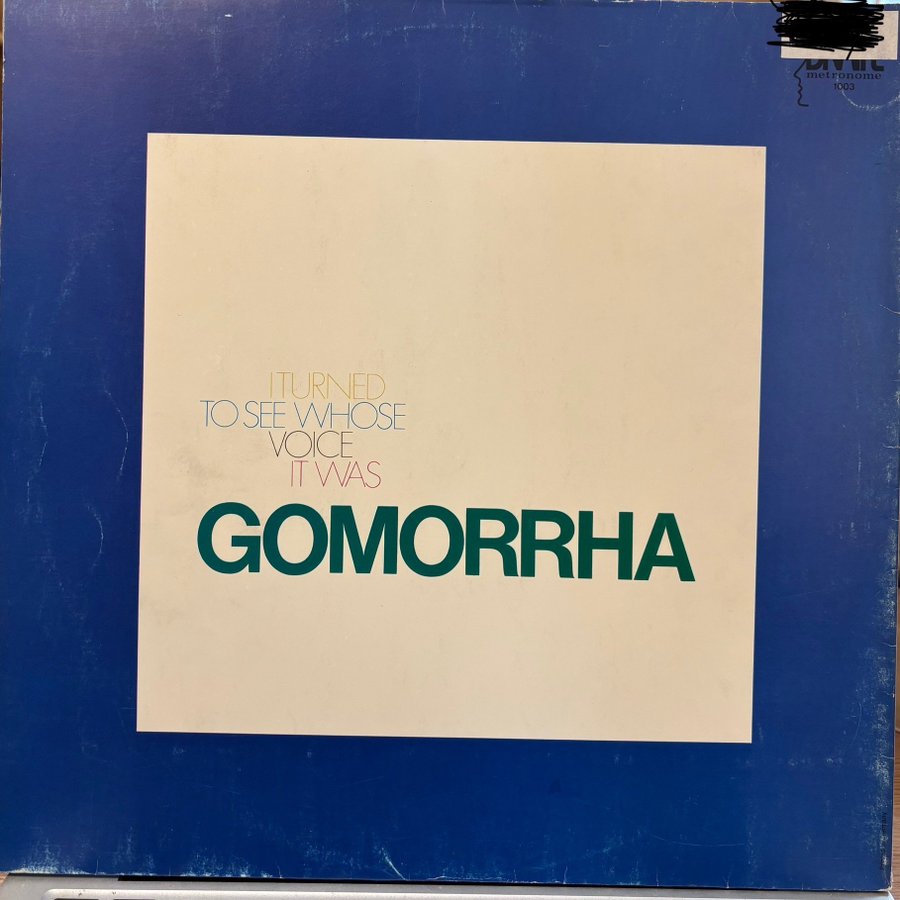 metronome
1003
I TURNED
TO SEE WHOSE
VOICE
IT WAS
GOMORRHA